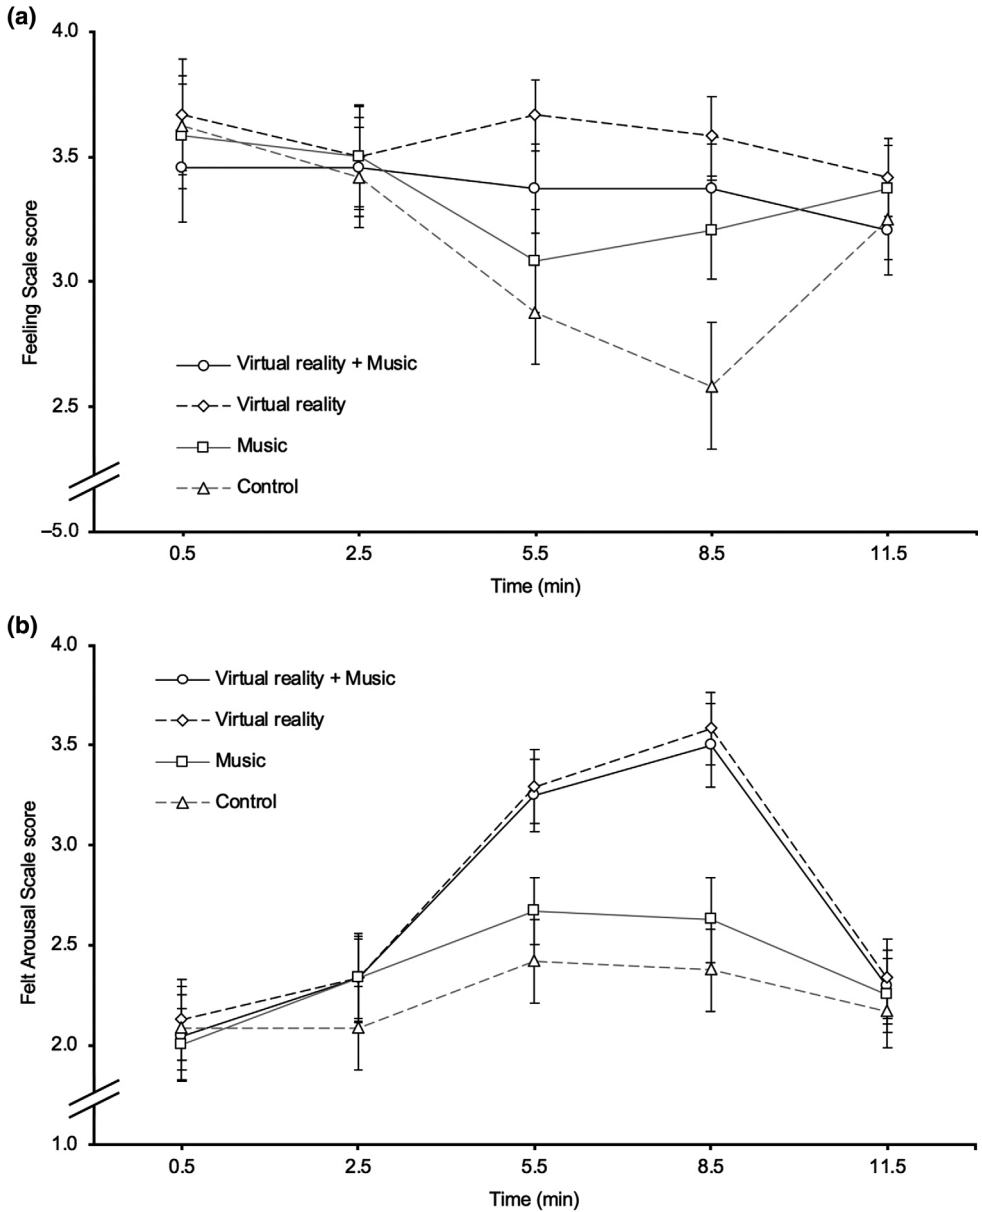 (a)
4.0
3.5
3.0
2.5
–5.0
Feeling Scale score
Virtual reality + Music
Virtual reality
Music
Control
0.5 2.5 5.5 8.5 11.5
Time (min)
(b)
4.0
3.5
3.0
2.5
2.0
1.0
Felt Arousal Scale score
Virtual reality + Music
Virtual reality
Music
Control
0.5 2.5 5.5 8.5 11.5
Time (min)